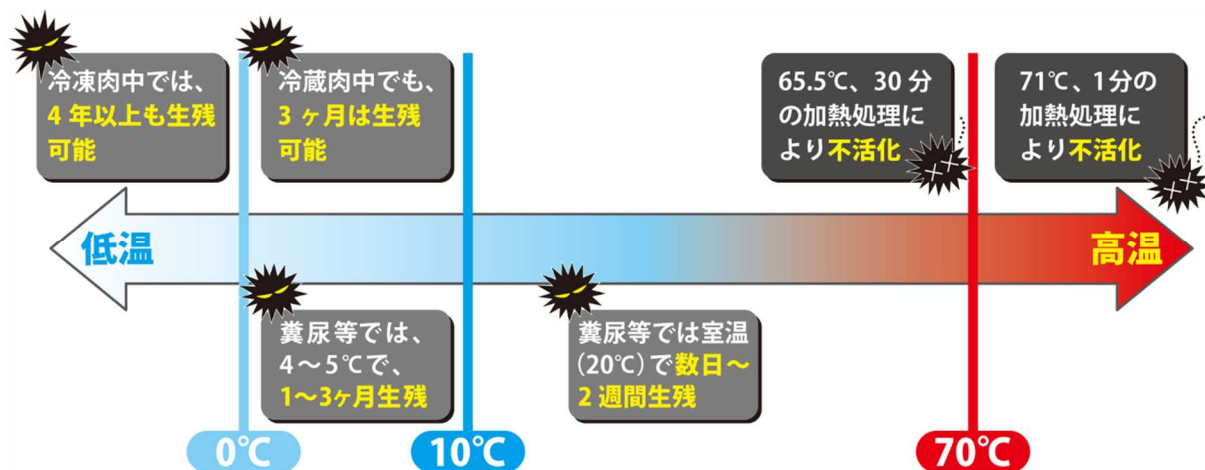 冷凍肉中では、
4年以上も生残
可能
冷蔵肉中でも、
3ヶ月は生残
可能
65.5℃、30分
の加熱処理に
より不活化
71℃、1分の
加熱処理に
より不活化
低温
高温
糞尿等では、
4～5℃で、
1～3ヶ月生残
糞尿等では室温
（20℃）で数日～
2週間生残
0℃
10℃
70℃